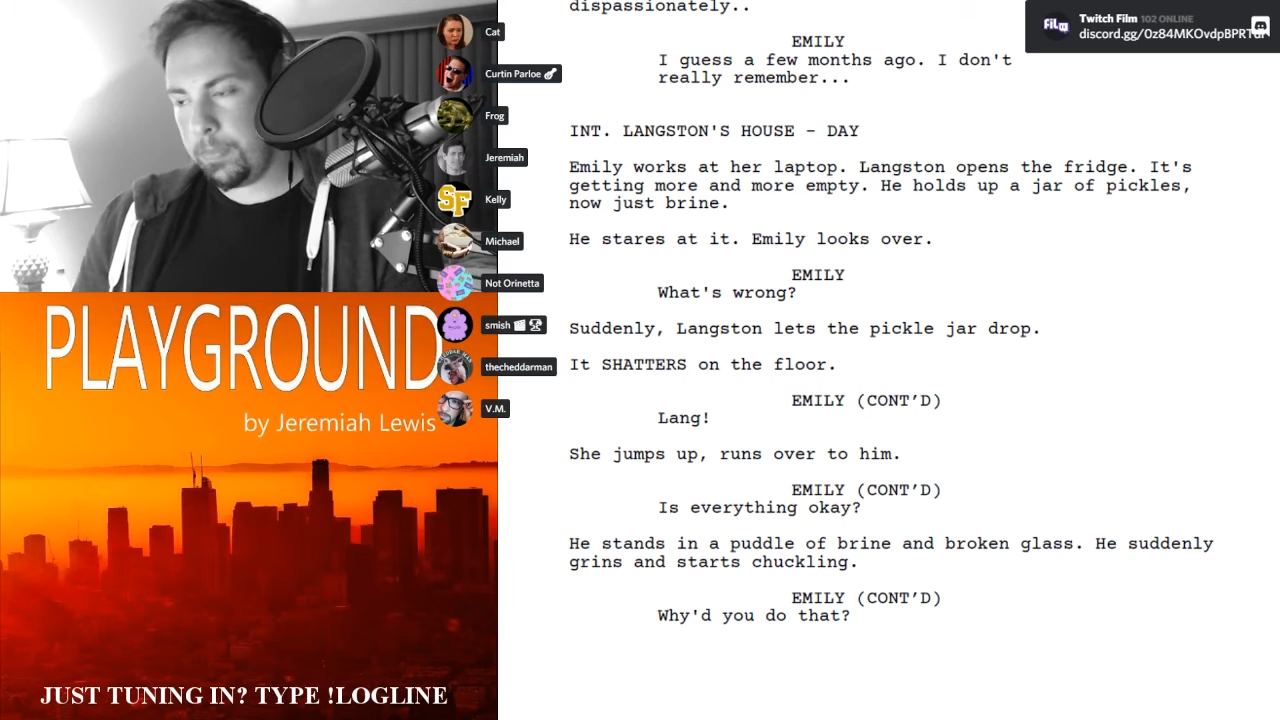 dispassionately..
EMILY
I guess a few months ago. I don't
really remember...
INT. LANGSTON'S HOUSE - DAY
Emily works at her laptop. Langston opens the fridge. It's
getting more and more empty. He holds up a jar of pickles,
now just brine.
He stares at it. Emily looks over.
EMILY
What's wrong?
Suddenly, Langston lets the pickle jar drop.
It SHATTERS on the floor.
EMILY (CONT'D)
Lang!
She jumps up, runs over to him.
EMILY (CONT'D)
Is everything okay?
He stands in a puddle of brine and broken glass. He suddenly
grins and starts chuckling.
EMILY (CONT'D)
Why'd you do that?
Cat
Curtin Parloe
Frog
Jeremiah
Kelly
SF
Michael
Not Orinetta
smish
thecheddarman
V.M.
PLAYGROUND
by Jeremiah Lewis
JUST TUNING IN? TYPE !LOGLINE
Film
Twitch Film 102 ONLINE